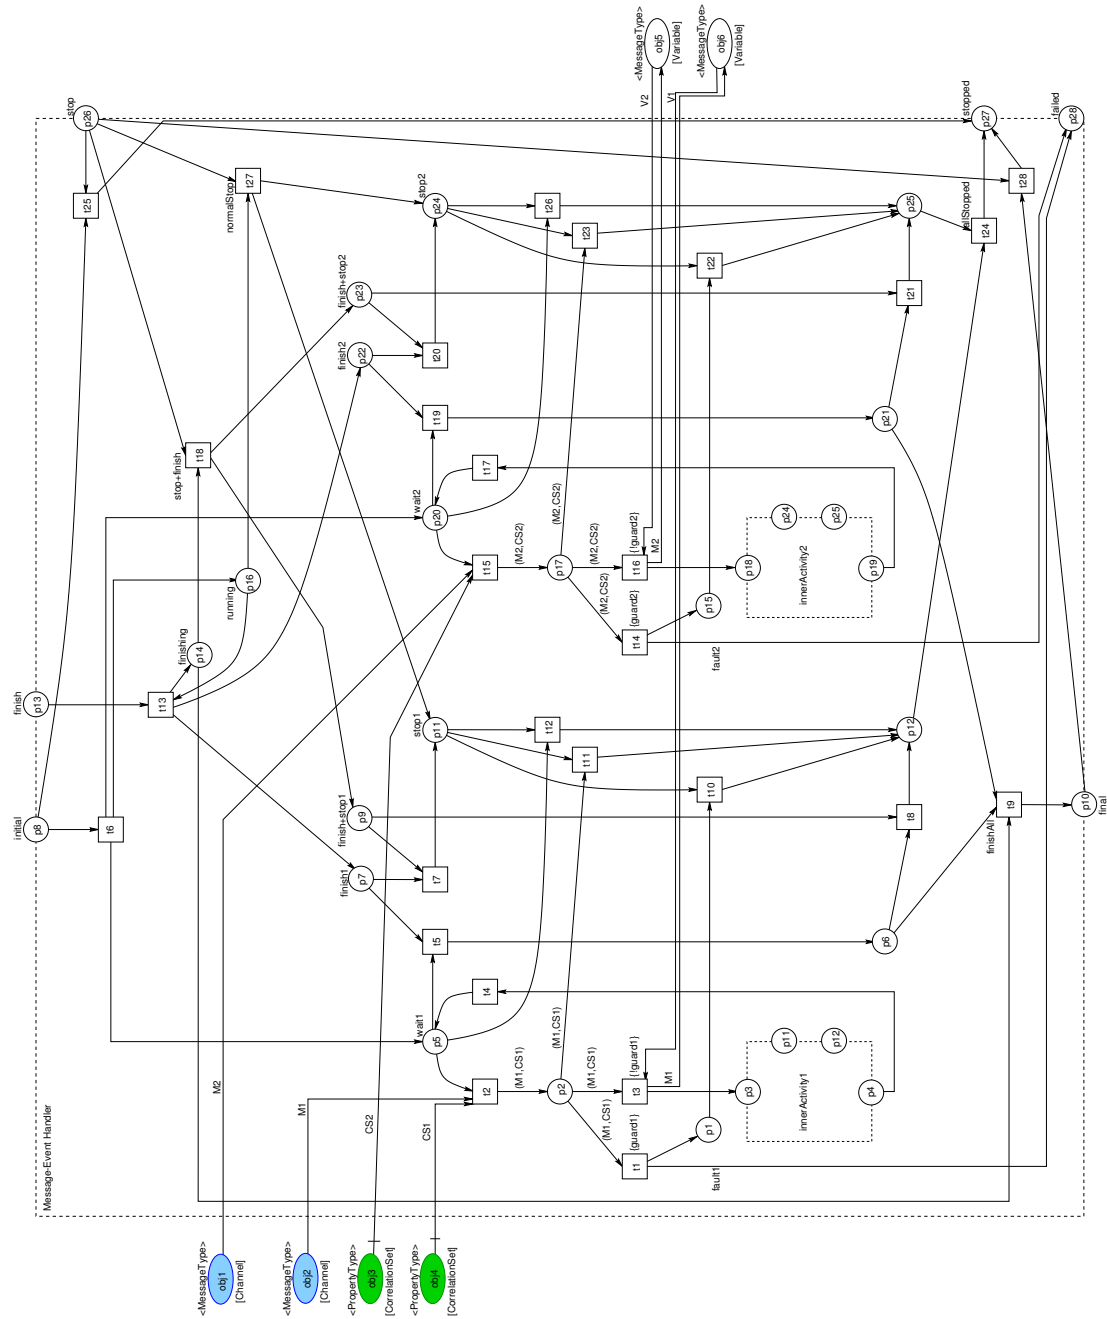 initial
finish
p8
p13
Message-Event Handler
stop
t25
p26
t6
t13
stop+finish
finishing
p14
t18
<MessageType>
obj1
[Channel]
M2
running
normalStop
p16
t27
<MessageType>
obj2
[Channel]
M1
finish1
finish+stop1
finish2
finish+stop2
p7
p9
p22
p23
<PropertyType>
obj3
[CorrelationSet]
CS2
<PropertyType>
obj4
[CorrelationSet]
CS1
wait1
stop1
wait2
stop2
p5
t5
t7
p11
p20
t19
t20
p24
t2
t4
t15
t17
(M1,CS1)
(M2,CS2)
t12
t26
(M1,CS1)
(M2,CS2)
p2
p17
t11
t23
(M1,CS1)
(M2,CS2)
(M1,CS1)
(M2,CS2)
{guard1}
{!guard1}
{guard2}
{!guard2}
t1
t3
t14
t16
<MessageType>
obj5
[Variable]
V2
M2
M1
V1
<MessageType>
obj6
[Variable]
p1
t10
p15
t22
fault1
fault2
p3
p18
p11
p24
innerActivity1
innerActivity2
p12
p25
p4
p19
p6
p21
t8
p12
t21
p25
allStopped
stopped
t24
p27
finishAll
t9
t28
failed
p28
p10
final